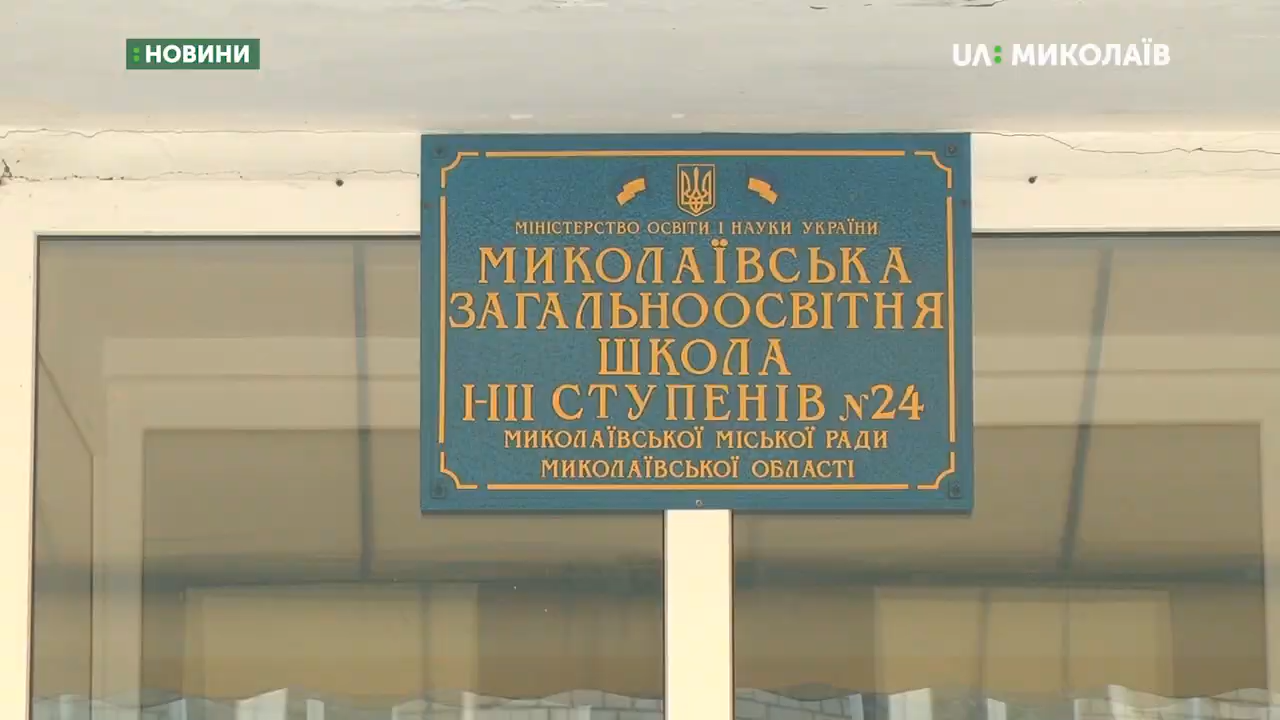 :НОВИНИ
UA: МИКОЛАЇВ
МІНІСТЕРСТВО ОСВІТИ І НАУКИ УКРАЇНИ
МИКОЛАЇВСЬКА
ЗАГАЛЬНООСВІТНЯ
ШКОЛА
І-ІІІ СТУПЕНІВ №24
МИКОЛАЇВСЬКОЇ МІСЬКОЇ РАДИ
МИКОЛАЇВСЬКОЇ ОБЛАСТІ